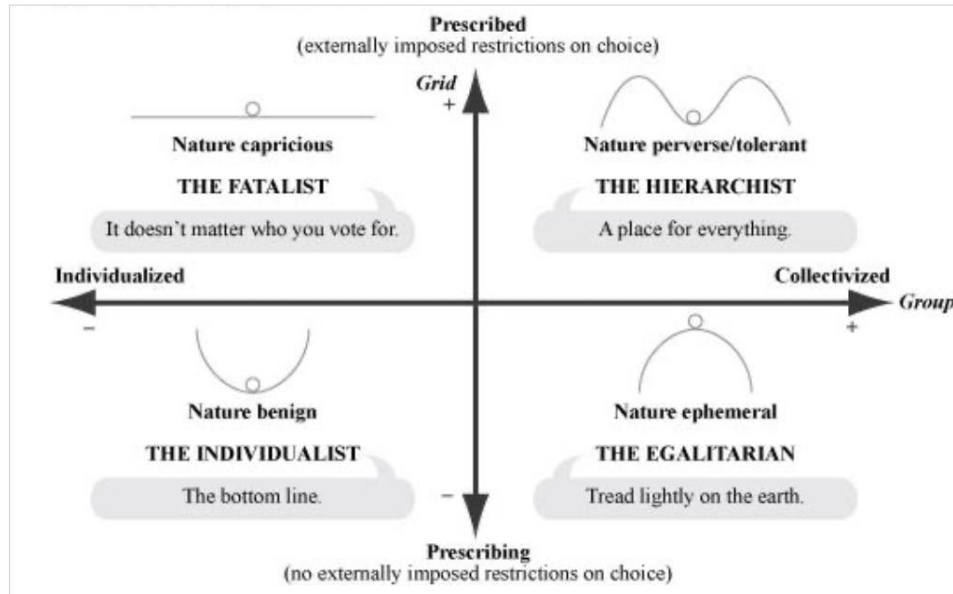 Prescribed
(externally imposed restrictions on choice)
Grid
+
Nature capricious
Nature perverse/tolerant
THE FATALIST
THE HIERARCHIST
It doesn`t matter who you vote for.
A place for everything.
Individualized
Collectivized
Group
–
+
Nature benign
Nature ephemeral
THE INDIVIDUALIST
THE EGALITARIAN
The bottom line.
–
Tread lightly on the earth.
Prescribing
(no externally imposed restrictions on choice)